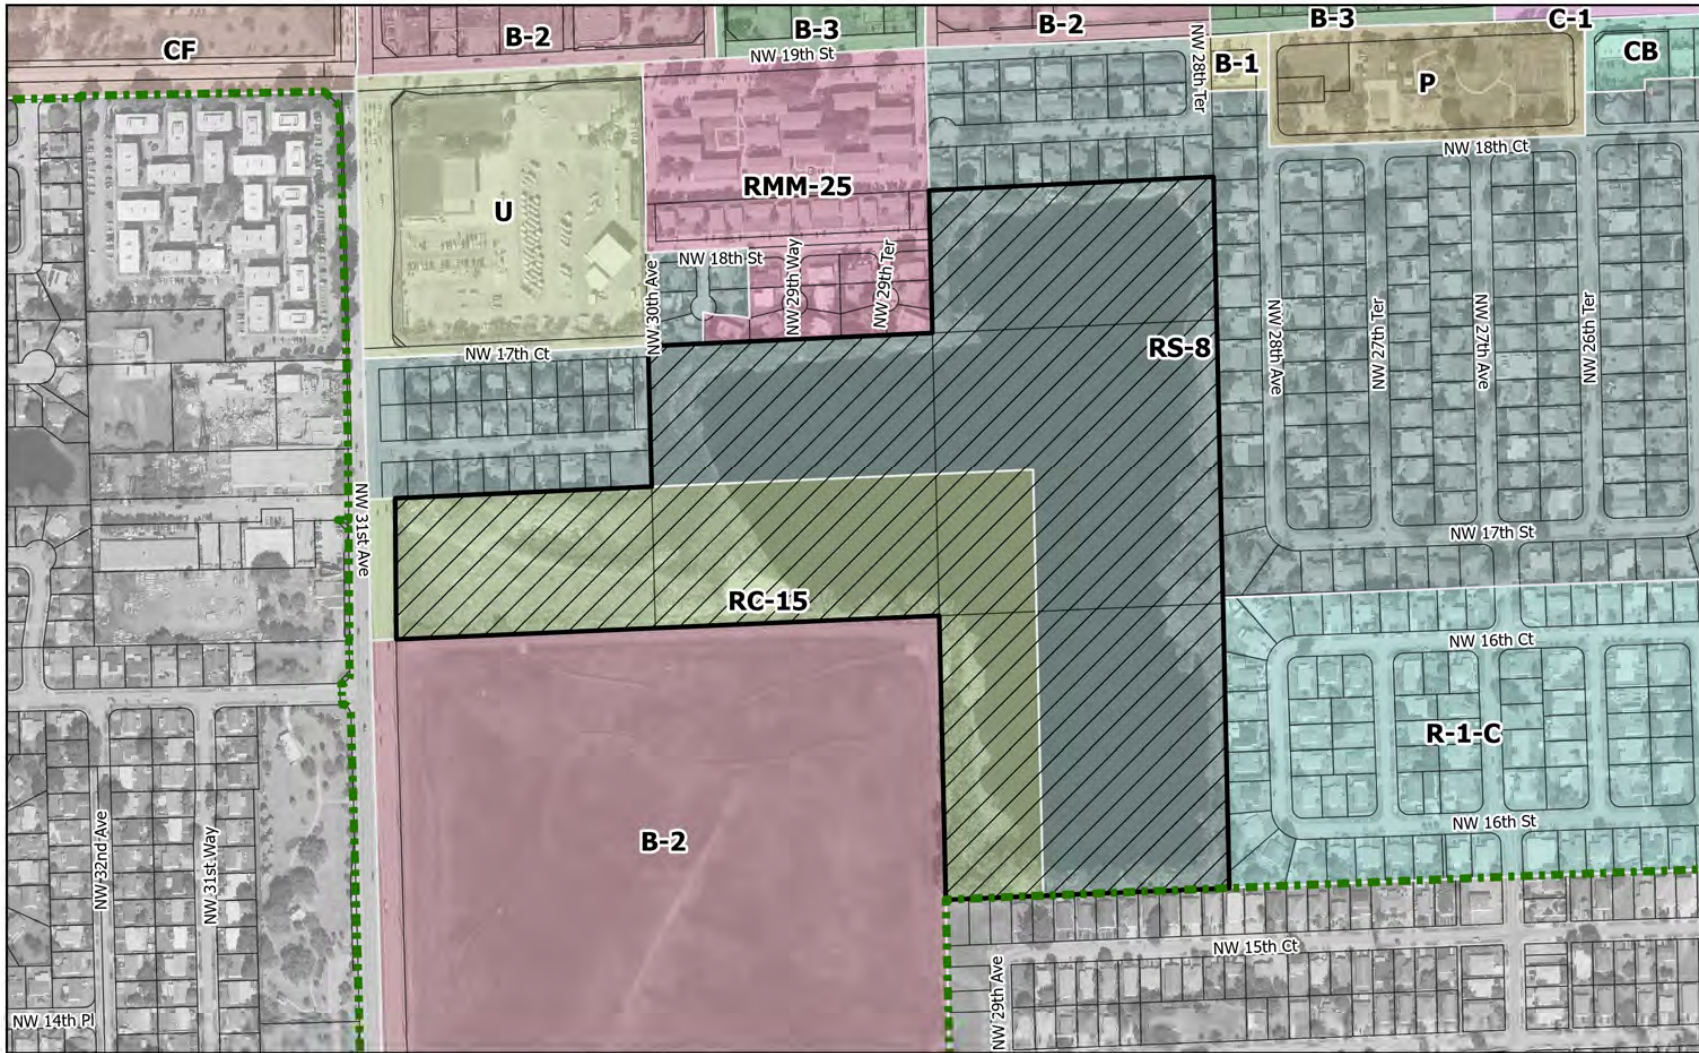 CF
B-2
B-3
B-2
B-3
C-1
NW 19th St
NW 28th Ter
B-1
P
CB
NW 18th Ct
U
RMM-25
NW 18th St
NW 30th Ave
NW 29th Way
NW 29th Ter
NW 17th Ct
RS-8
NW 28th Ave
NW 27th Ter
NW 27th Ave
NW 26th Ter
NW 31st Ave
NW 17th St
RC-15
NW 16th Ct
R-1-C
NW 16th St
B-2
NW 32nd Ave
NW 31st Way
NW 15th Ct
NW 29th Ave
NW 14th Pl